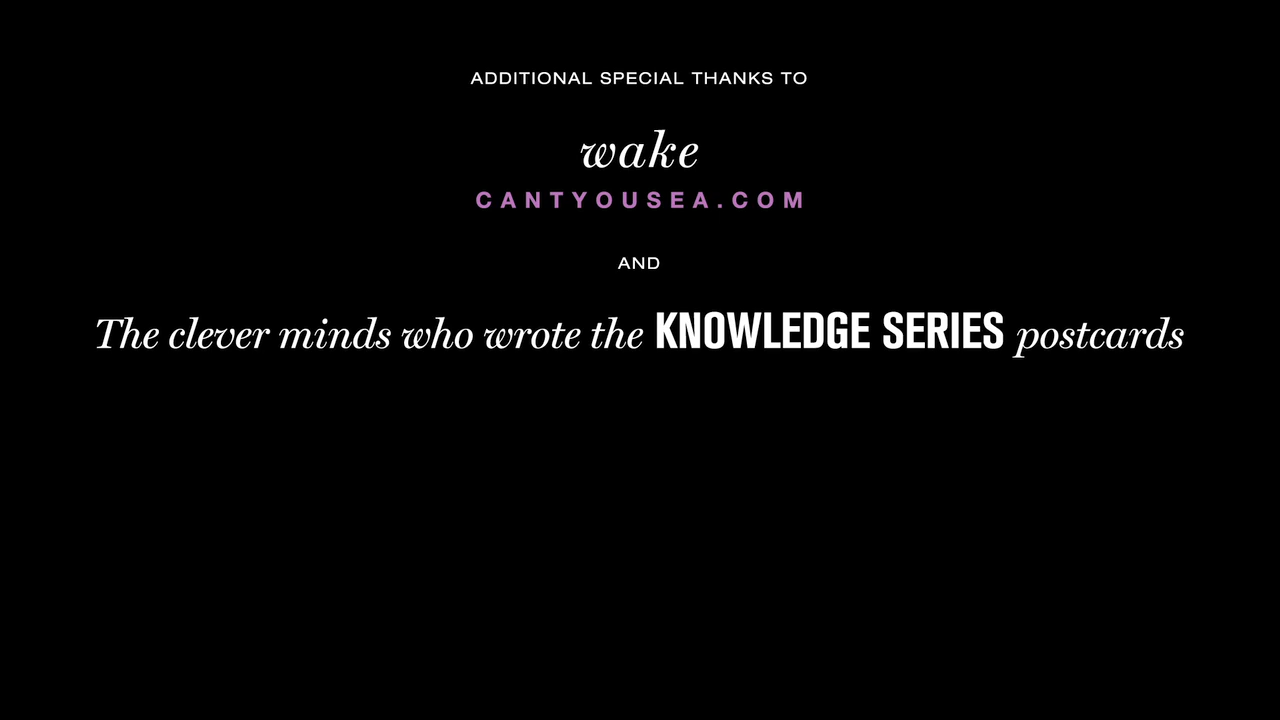 ADDITIONAL SPECIAL THANKS TO
wake
CANTYOUSEA.COM
AND
The clever minds who wrote the KNOWLEDGE SERIES postcards